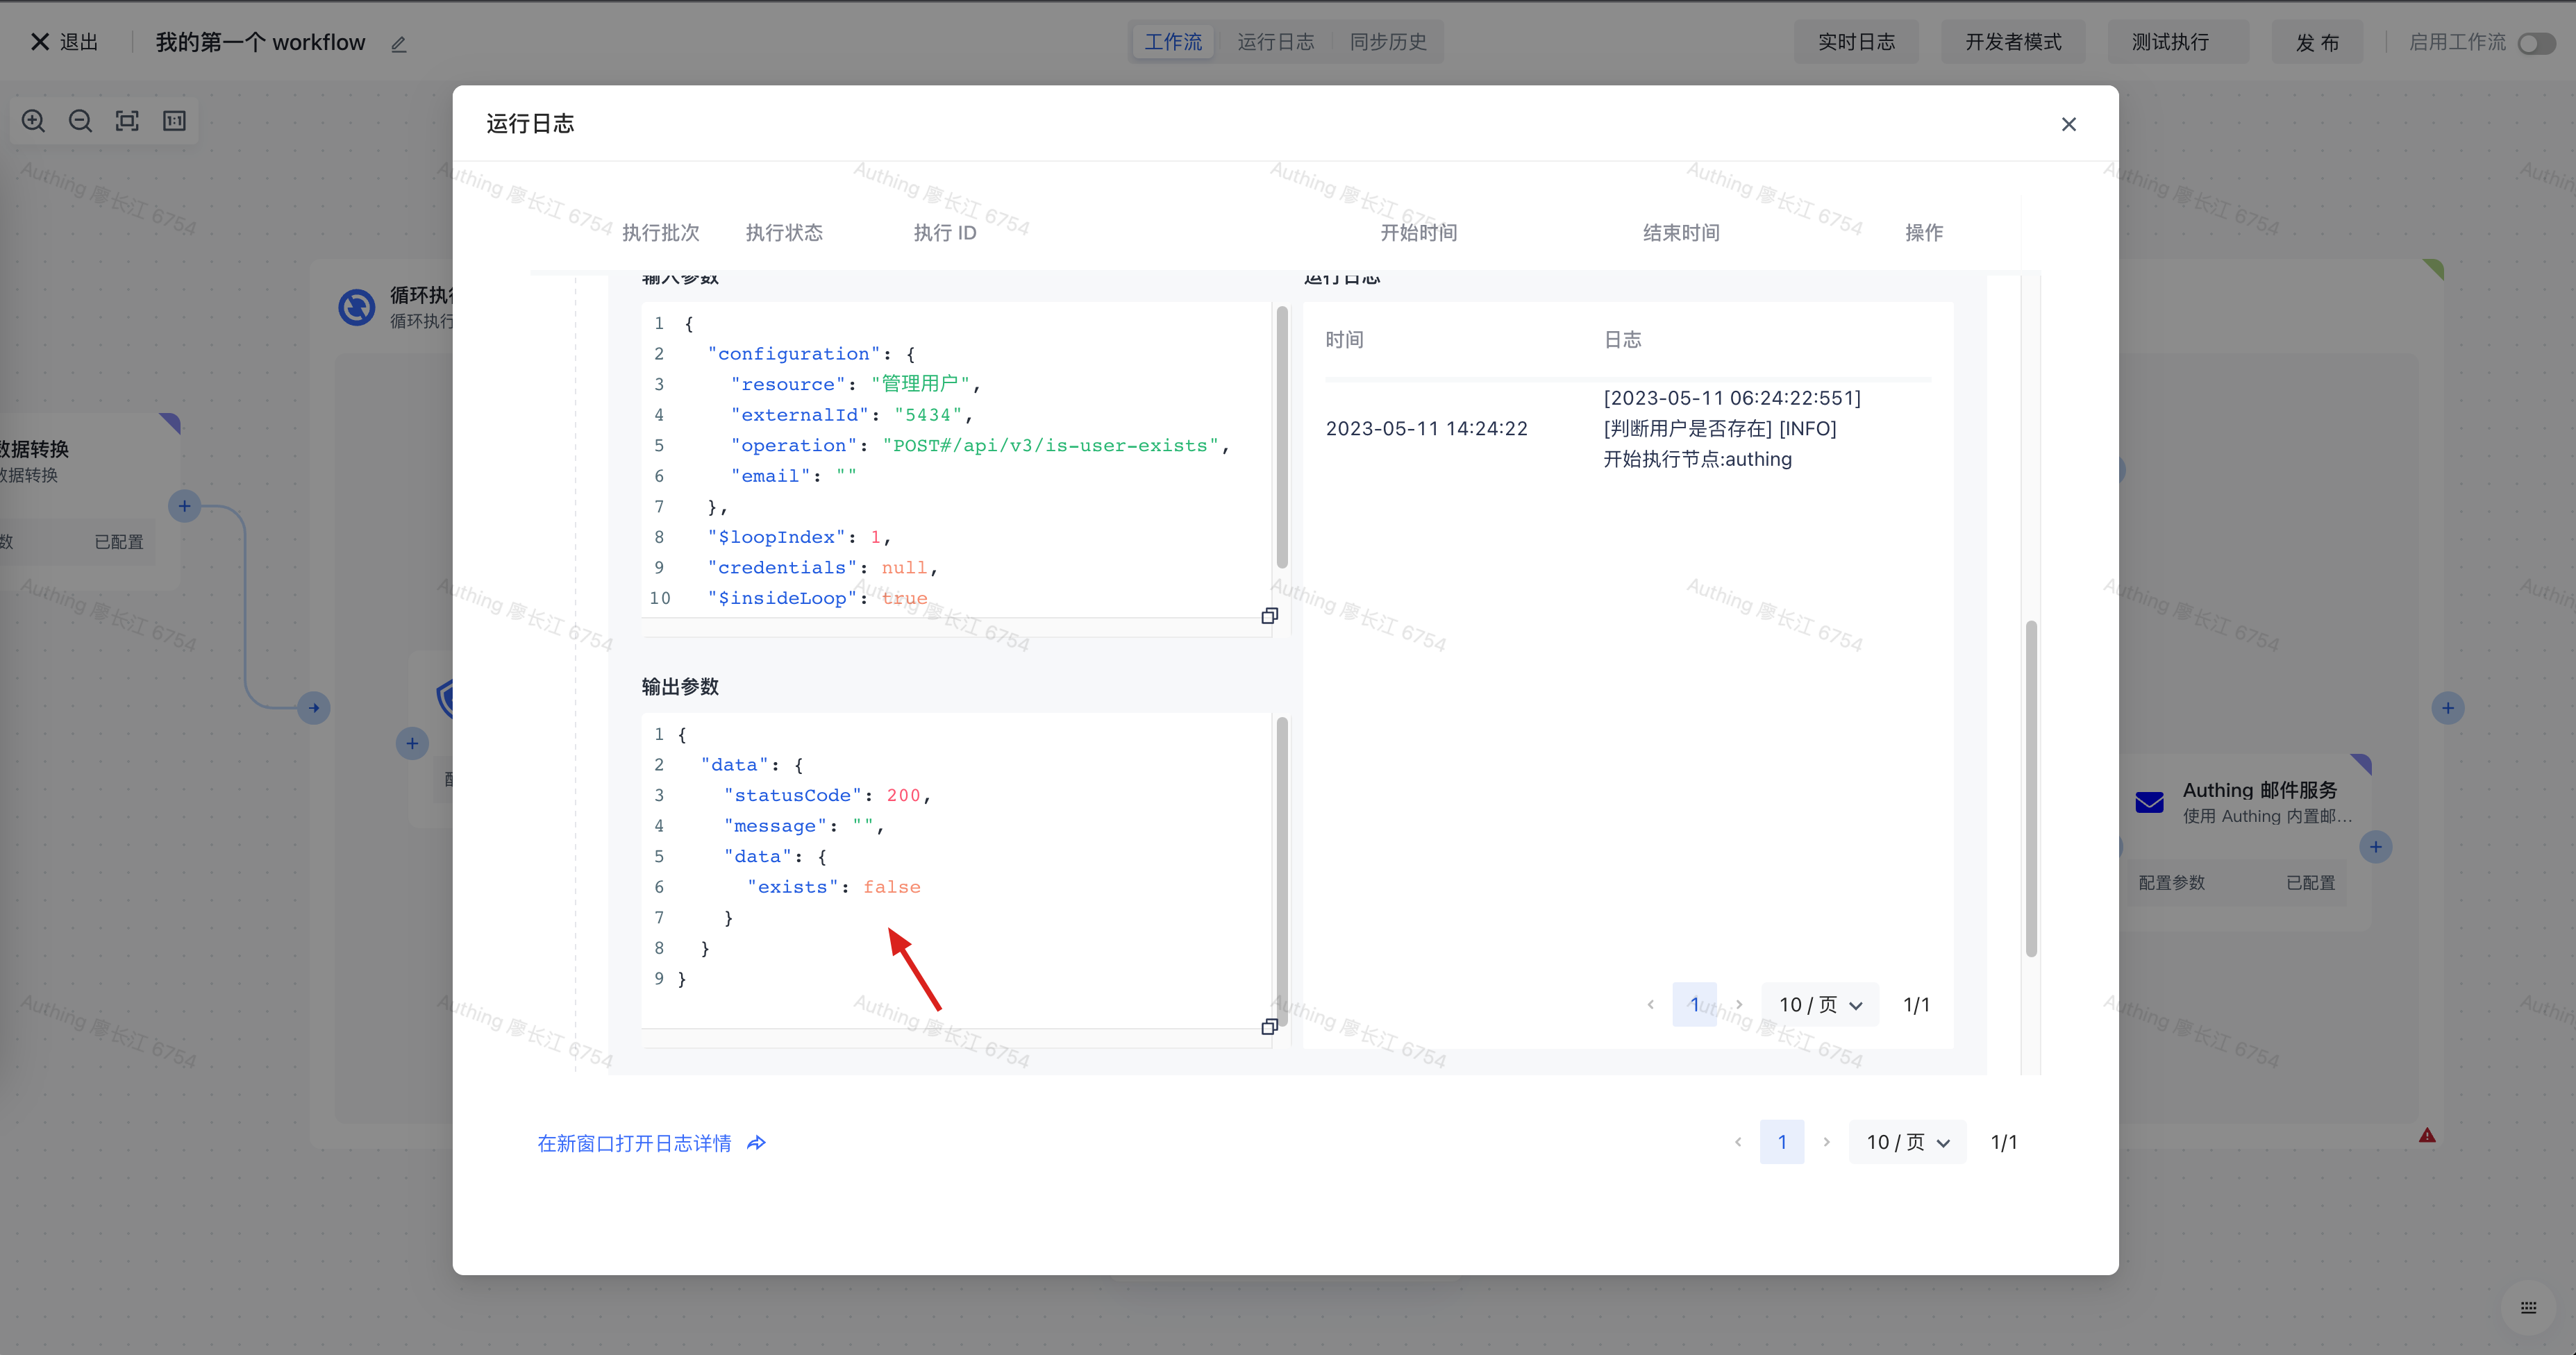 退出
我的第一个 workflow
工作流
运行日志
同步历史
实时日志
开发者模式
测试执行
发布
启用工作流
1:1
运行日志
执行批次
执行状态
执行 ID
开始时间
结束时间
操作
输入参数
1 {
2 "configuration": {
3 "resource": "管理用户",
4 "externalId": "5434",
5 "operation": "POST#/api/v3/is-user-exists",
6 "email": ""
7 },
8 "$loopIndex": 1,
9 "credentials": null,
10 "$insideLoop": true
运行日志
时间
日志
2023-05-11 14:24:22
[2023-05-11 06:24:22:551]
[判断用户是否存在] [INFO]
开始执行节点:authing
1
10 / 页
1/1
输出参数
1 {
2 "data": {
3 "statusCode": 200,
4 "message": "",
5 "data": {
6 "exists": false
7 }
8 }
9 }
在新窗口打开日志详情
1
10 / 页
1/1
数据转换
数据转换
数
已配置
循环执行
循环执行
配
Authing 邮件服务
使用 Authing 内置邮...
配置参数
已配置
Authing 廖长江 6754